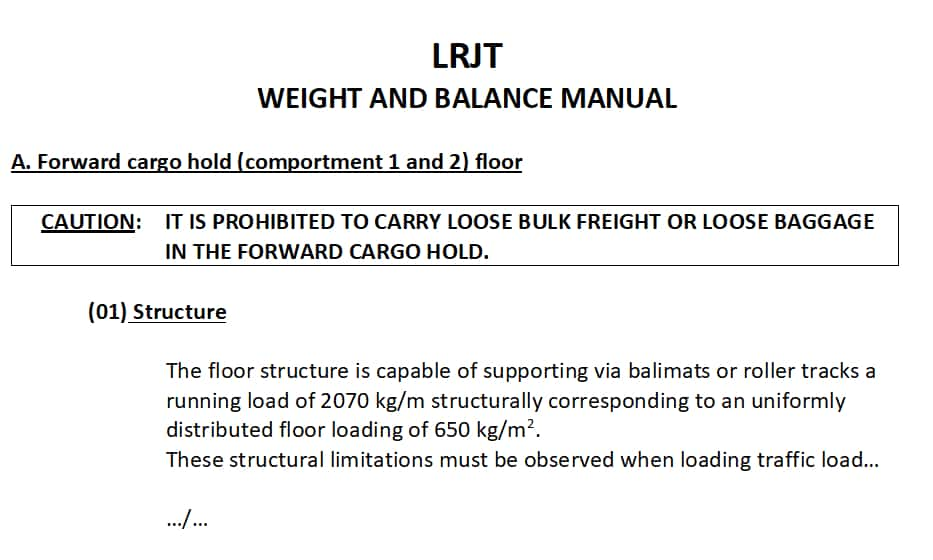 LRJT
WEIGHT AND BALANCE MANUAL
A. Forward cargo hold (comportment 1 and 2) floor
CAUTION: IT IS PROHIBITED TO CARRY LOOSE BULK FREIGHT OR LOOSE BAGGAGE
IN THE FORWARD CARGO HOLD.
(01) Structure
The floor structure is capable of supporting via balimats or roller tracks a
running load of 2070 kg/m structurally corresponding to an uniformly
distributed floor loading of 650 kg/m².
These structural limitations must be observed when loading traffic load...
.../...